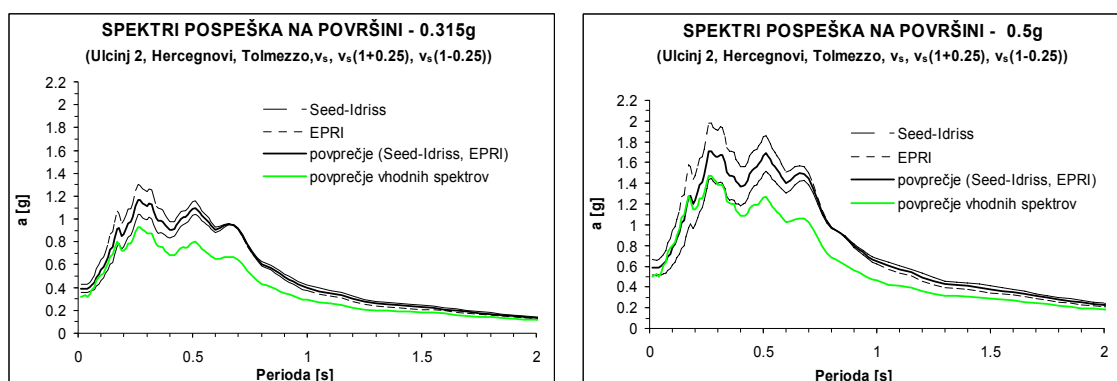 SPEKTRI POSPEŠKA NA POVRŠINI - 0.315g
(Ulcinj 2, Hercegnovi, Tolmezzo,vs, vs(1+0.25), vs(1-0.25))
2.2
2
1.8
1.6
1.4
1.2
1
0.8
0.6
0.4
0.2
0
a [g]
Seed-Idriss
EPRI
povprečje (Seed-Idriss, EPRI)
povprečje vhodnih spektrov
0
0.5
1
1.5
2
Perioda [s]
SPEKTRI POSPEŠKA NA POVRŠINI - 0.5g
(Ulcinj 2, Hercegnovi, Tolmezzo, vs, vs(1+0.25), vs(1-0.25))
2.2
2
1.8
1.6
1.4
1.2
1
0.8
0.6
0.4
0.2
0
a [g]
Seed-Idriss
EPRI
povprečje (Seed-Idriss, EPRI)
povprečje vhodnih spektrov
0
0.5
1
1.5
2
Perioda [s]